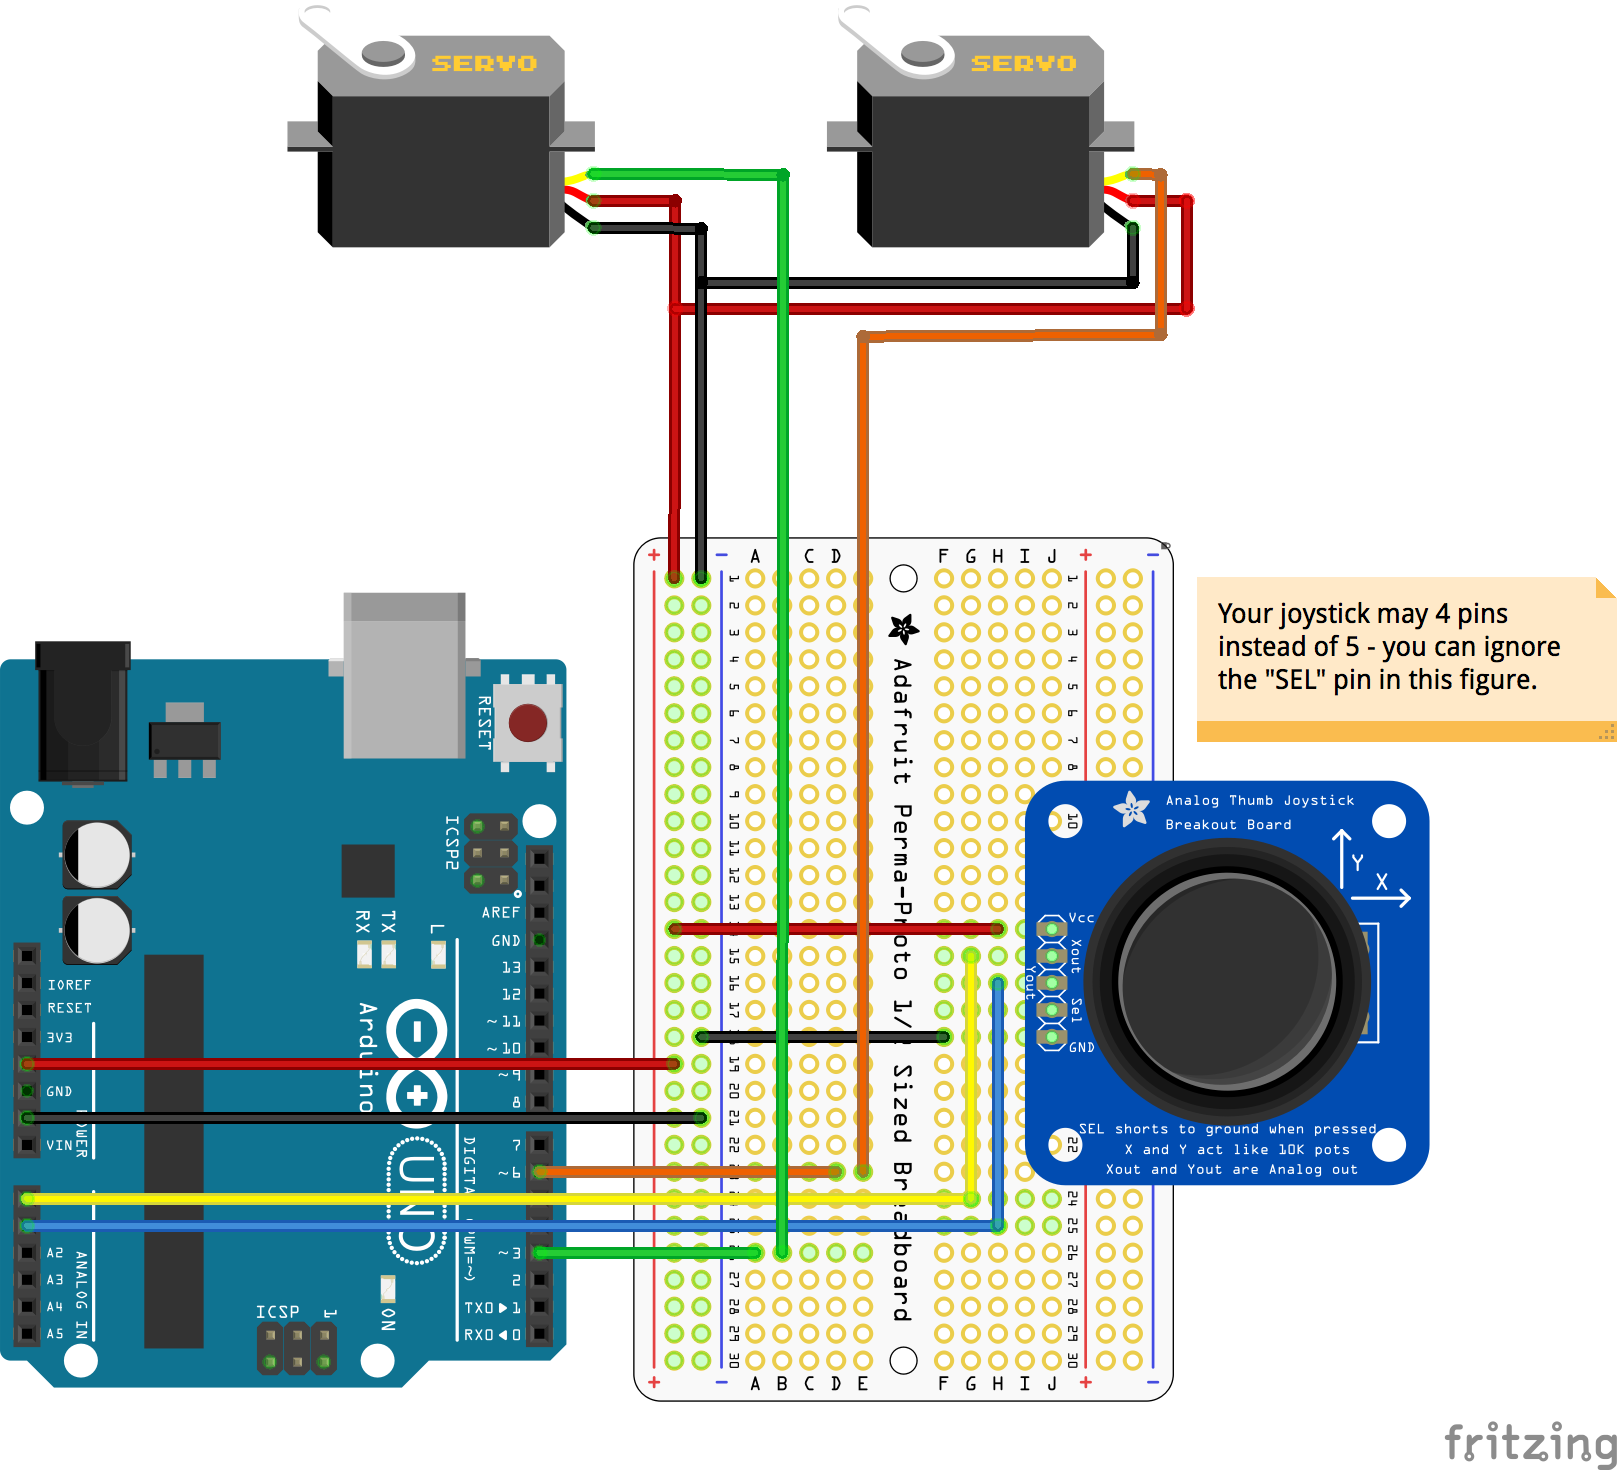 SERVO
SERVO
Your joystick may 4 pins
instead of 5 - you can ignore
the "SEL" pin in this figure.
+ − A C D F G H I J + −
1 1
2 2
3 3
4 4
5 5
6 6
7 7
8 8
9
10 10
11
12
13
15
16
17
19
20
21
22 22
24
25
26
27 27
28 28
29 29
30 30
+ − A B C D E F G H I J + −
Adafruit Perma-Proto 1/ Sized Breadboard
Analog Thumb Joystick
Breakout Board
Y
X
Vcc
Xout
Yout
Sel
GND
SEL shorts to ground when pressed
X and Y act like 10K pots
Xout and Yout are Analog out
RESET
ICSP2
AREF
GND
13
12
~11
~10
~9
8
7
~6
~3
2
TX0▶1
RX0◀0
RX
TX
L
Arduino
UNO
IOREF
RESET
3V3
GND
VIN
POWER
A2
A3
A4
A5
ANALOG IN
ICSP
1
ON
fritzing